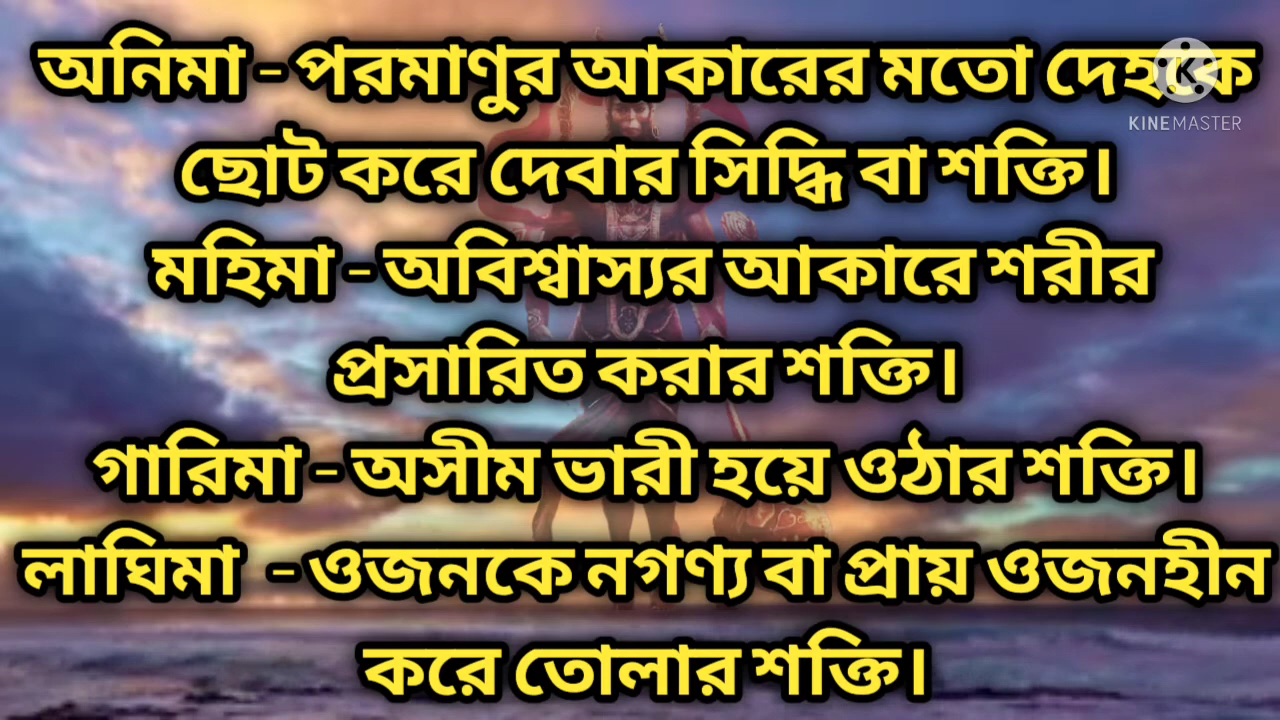 অনিমা - পরমাণুর আকারের মতো দেহকে
ছোট করে দেবার সিদ্ধি বা শক্তি।
মহিমা - অবিশ্বাস্যর আকারে শরীর
প্রসারিত করার শক্তি।
গারিমা - অসীম ভারী হয়ে ওঠার শক্তি।
লাঘিমা - ওজনকে নগণ্য বা প্রায় ওজনহীন
করে তোলার শক্তি।
KINEMASTER